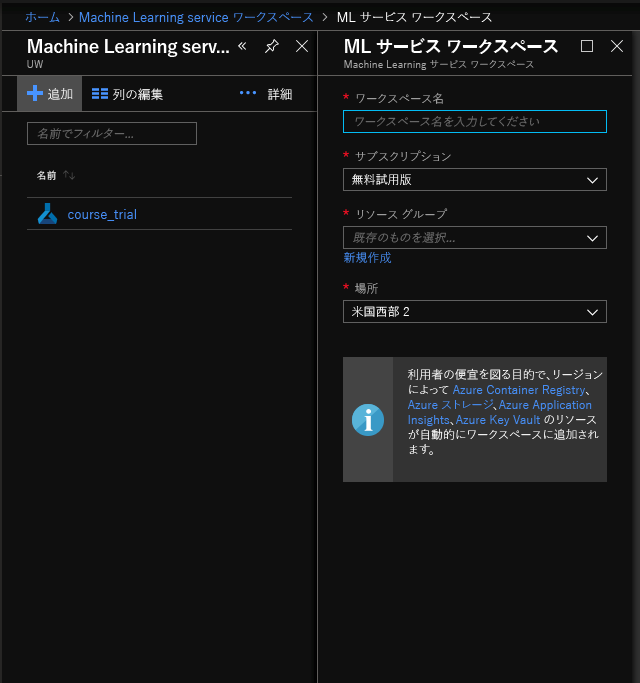 ホーム > Machine Learning service ワークスペース > ML サービス ワークスペース
Machine Learning serv...
UW
追加
列の編集
詳細
名前でフィルター...
名前
course_trial
ML サービス ワークスペース
Machine Learning サービス ワークスペース
* ワークスペース名
ワークスペース名を入力してください
* サブスクリプション
無料試用版
* リソース グループ
既存のものを選択...
新規作成
* 場所
米国西部 2
利用者の便宜を図る目的で、リージョン
によって Azure Container Registry、
Azure ストレージ、Azure Application
Insights、Azure Key Vault のリソース
が自動的にワークスペースに追加され
ます。